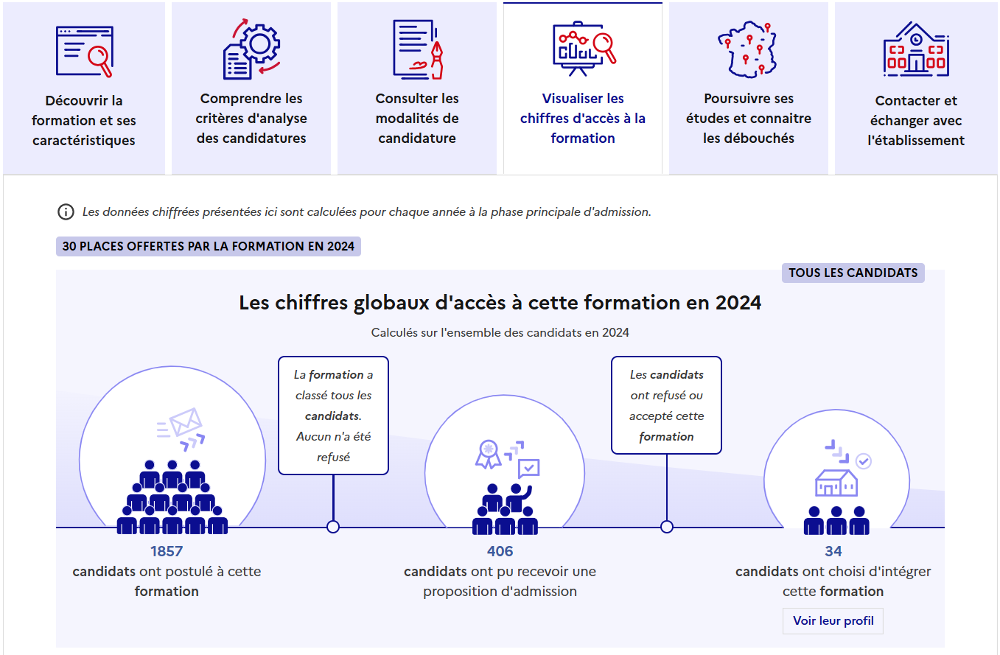 Découvrir la
formation et ses
caractéristiques
Comprendre les
critères d'analyse
des candidatures
Consulter les
modalités de
candidature
Visualiser les
chiffres d'accès à la
formation
Poursuivre ses
études et connaitre
les débouchés
Contacter et
échanger avec
l'établissement
Les données chiffrées présentées ici sont calculées pour chaque année à la phase principale d'admission.
30 PLACES OFFERTES PAR LA FORMATION EN 2024
TOUS LES CANDIDATS
Les chiffres globaux d'accès à cette formation en 2024
Calculés sur l'ensemble des candidats en 2024
La formation a
classé tous les
candidats.
Aucun n'a été
refusé
Les candidats
ont refusé ou
accepté cette
formation
1857
candidats ont postulé à cette
formation
406
candidats ont pu recevoir une
proposition d'admission
34
candidats ont choisi d'intégrer
cette formation
Voir leur profil